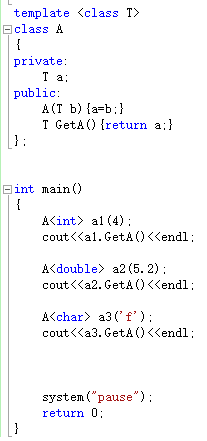 template <class T>
class A
{
private:
    T a;
public:
    A(T b){a=b;}
    T GetA(){return a;}
};
int main()
{
    A<int> a1(4);
    cout<<a1.GetA()<<endl;
    A<double> a2(5.2);
    cout<<a2.GetA()<<endl;
    A<char> a3('f');
    cout<<a3.GetA()<<endl;
    system("pause");
    return 0;
}